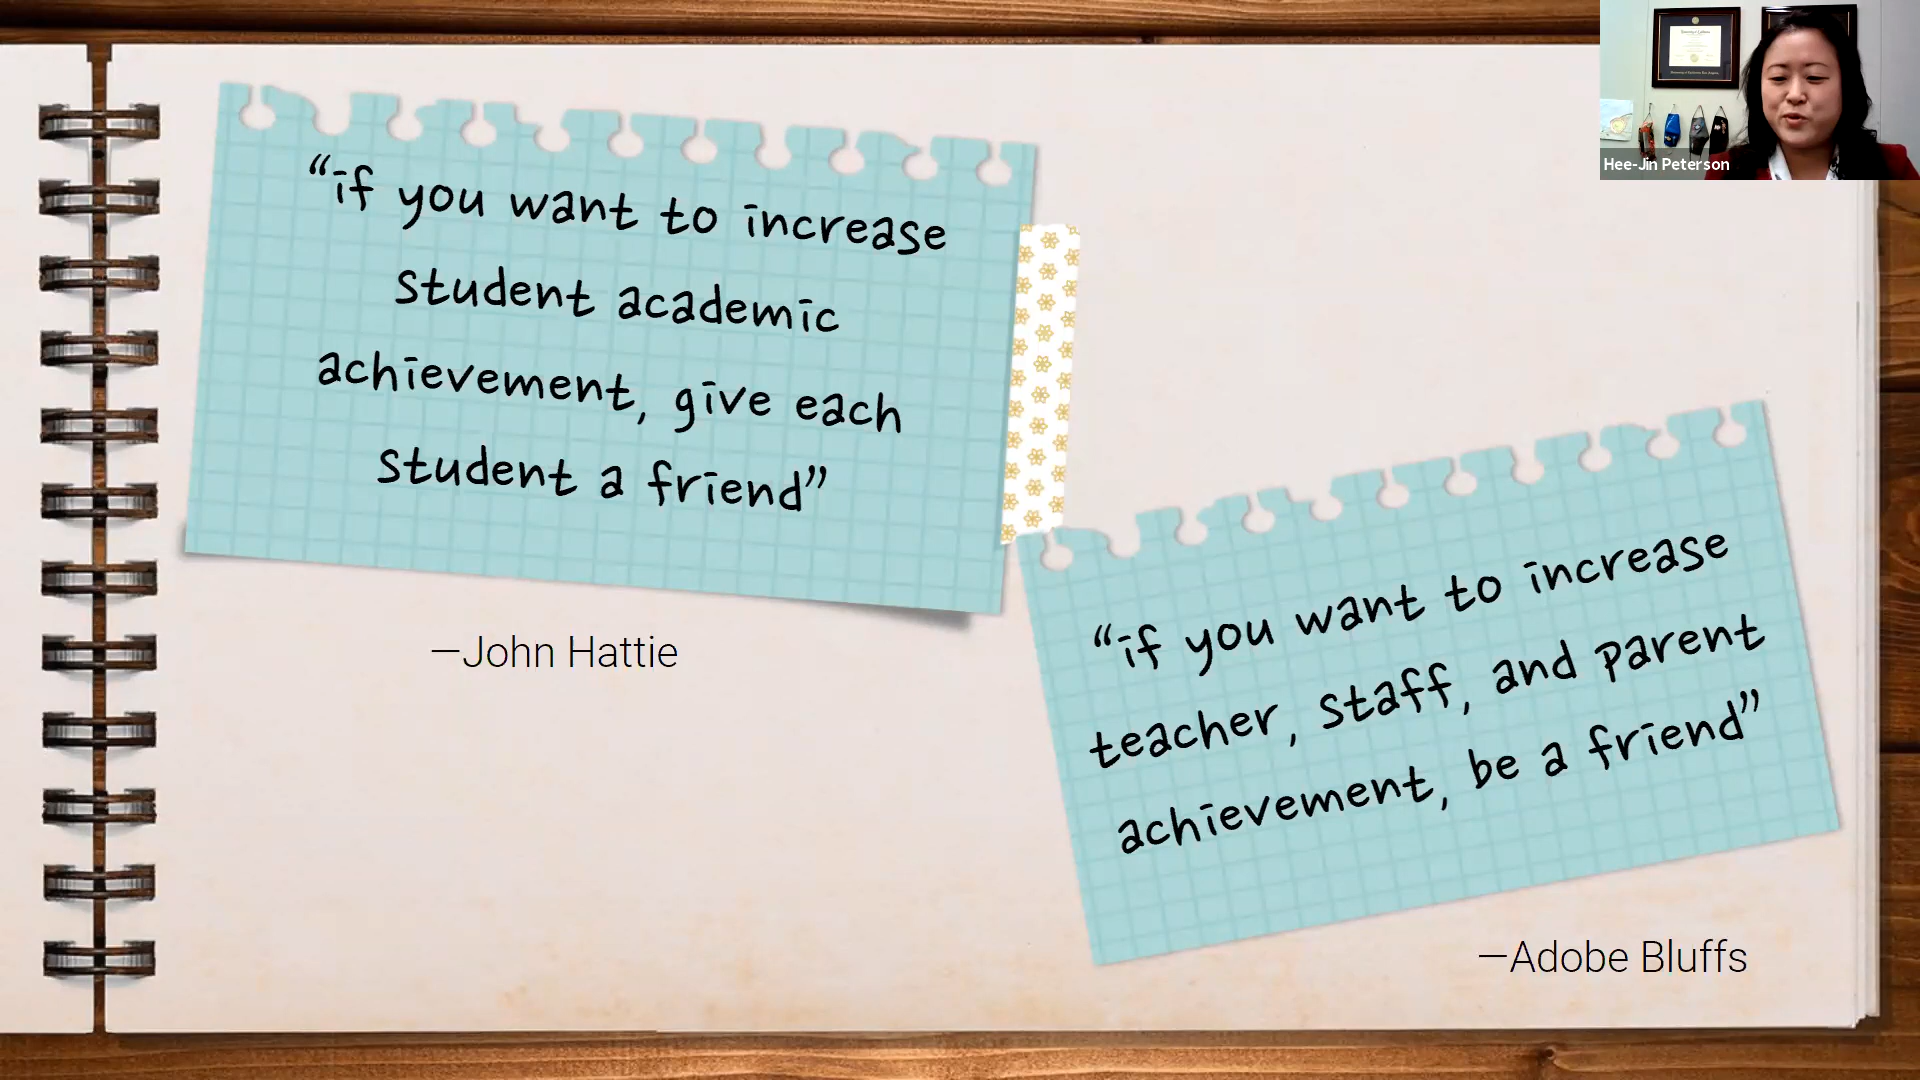 “if you want to increase
student academic
achievement, give each
student a friend”
—John Hattie
“if you want to increase
teacher, staff, and parent
achievement, be a friend”
—Adobe Bluffs
Hee-Jin Peterson